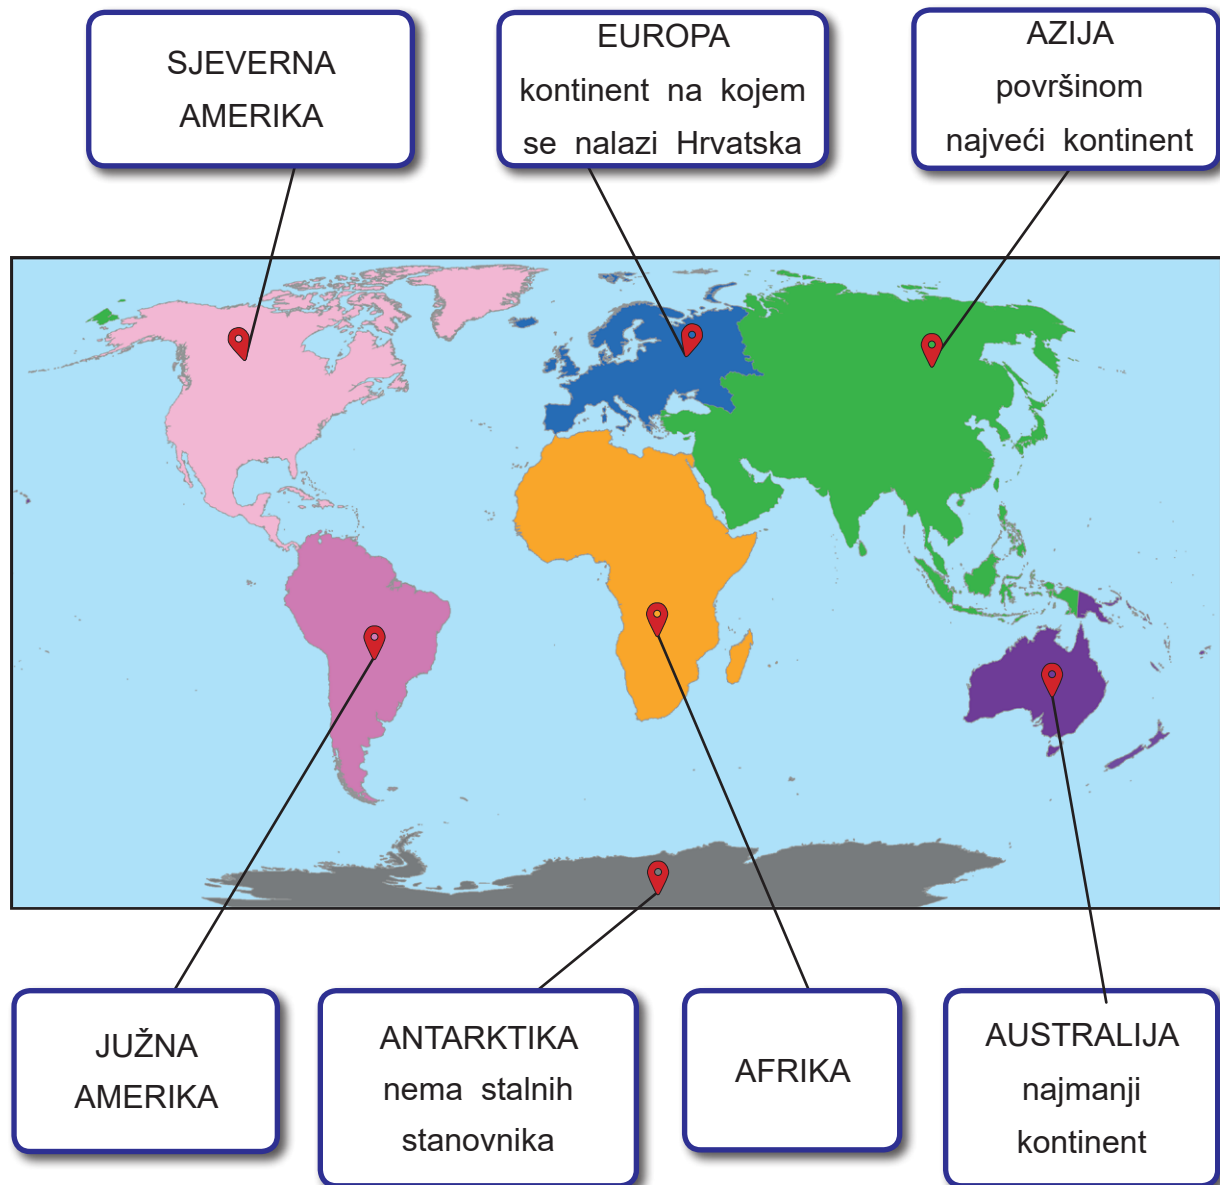 SJEVERNA
AMERIKA
EUROPA
kontinent na kojem
se nalazi Hrvatska
AZIJA
površinom
najveći kontinent
JUŽNA
AMERIKA
ANTARKTIKA
nema stalnih
stanovnika
AFRIKA
AUSTRALIJA
najmanji
kontinent